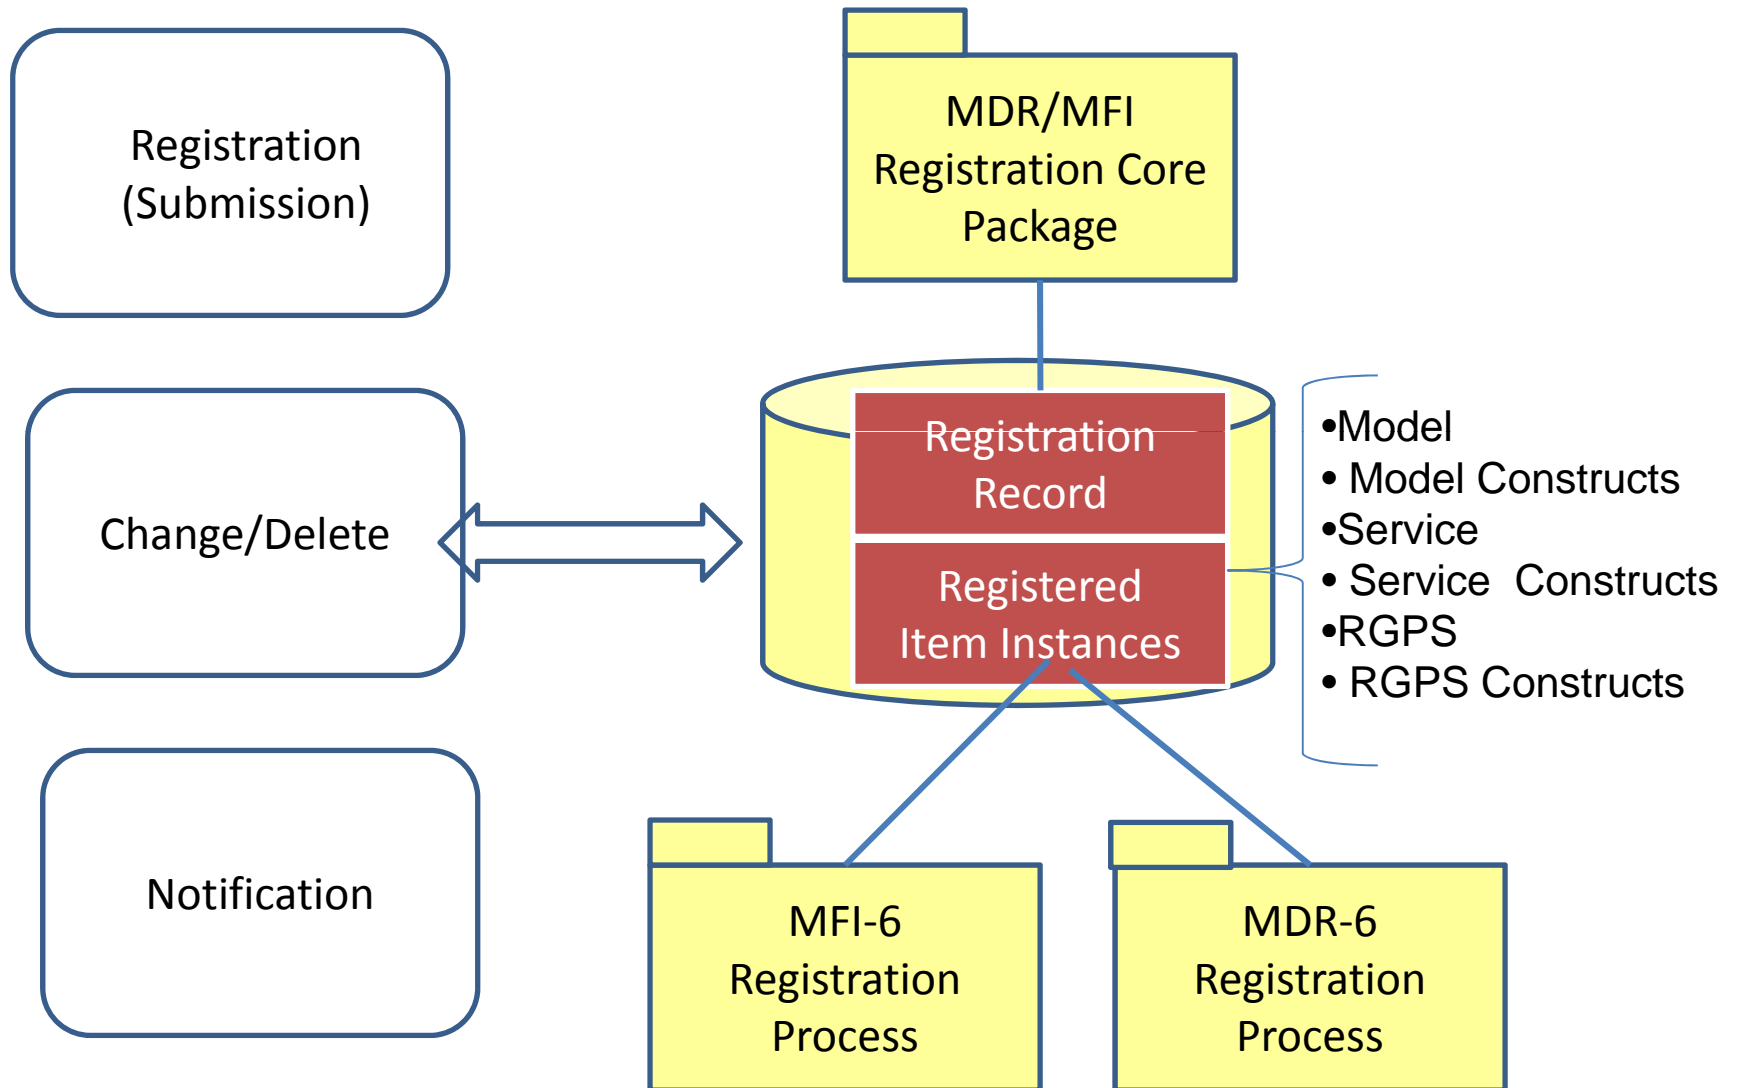 Registration
(Submission)
MDR/MFI
Registration Core
Package
Change/Delete
Registration
Record
Registered
Item Instances
•Model
• Model Constructs
•Service
• Service  Constructs
•RGPS
• RGPS Constructs
Notification
MFI-6
Registration
Process
MDR-6
Registration
Process